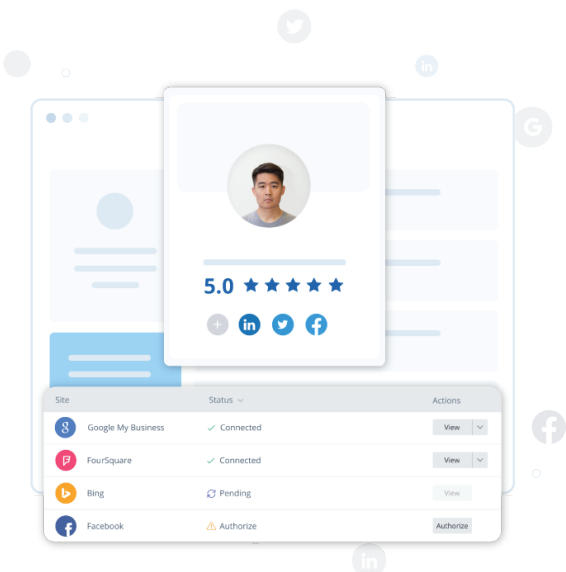 5.0
Site Status Actions
Google My Business Connected View
FourSquare Connected View
Bing Pending View
Facebook Authorize Authorize